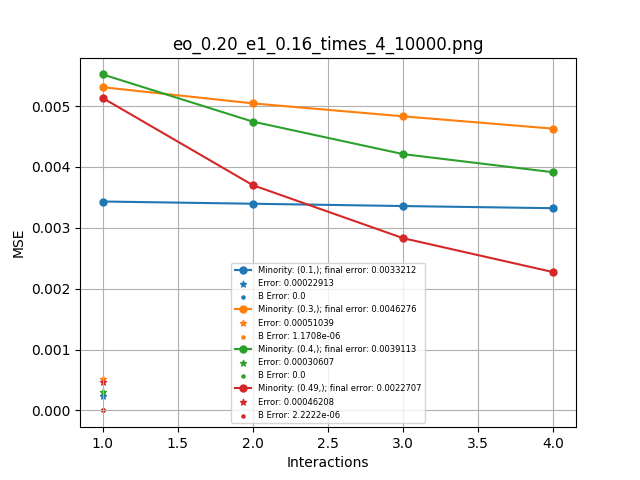 eo_0.20_e1_0.16_times_4_10000.png
0.005
0.004
0.003
0.002
0.001
0.000
MSE
Minority: (0.1,); final error: 0.0033212
Error: 0.00022913
B Error: 0.0
Minority: (0.3,); final error: 0.0046276
Error: 0.00051039
B Error: 1.1708e-06
Minority: (0.4,); final error: 0.0039113
Error: 0.00030607
B Error: 0.0
Minority: (0.49,); final error: 0.0022707
Error: 0.00046208
B Error: 2.2222e-06
1.0 1.5 2.0 2.5 3.0 3.5 4.0
Interactions